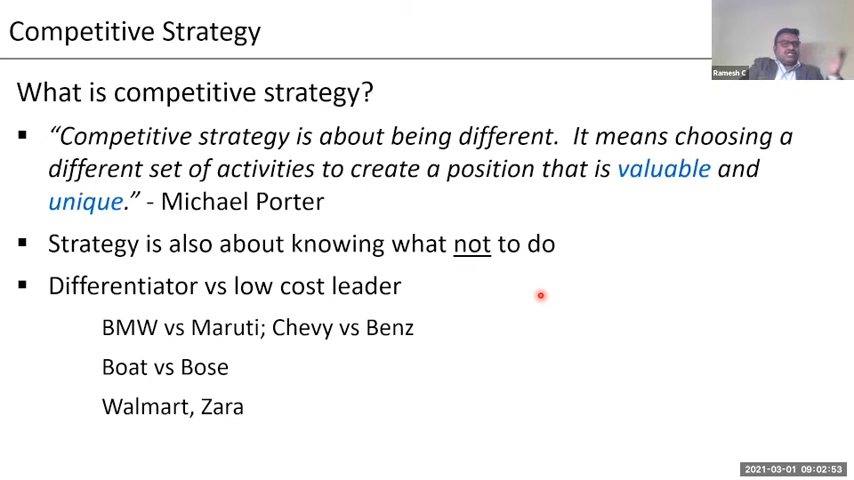 Competitive Strategy
Ramesh C
What is competitive strategy?
▪ “Competitive strategy is about being different. It means choosing a
different set of activities to create a position that is valuable and
unique.” - Michael Porter
▪ Strategy is also about knowing what not to do
▪ Differentiator vs low cost leader
BMW vs Maruti; Chevy vs Benz
Boat vs Bose
Walmart, Zara
2021-03-01 09:02:53